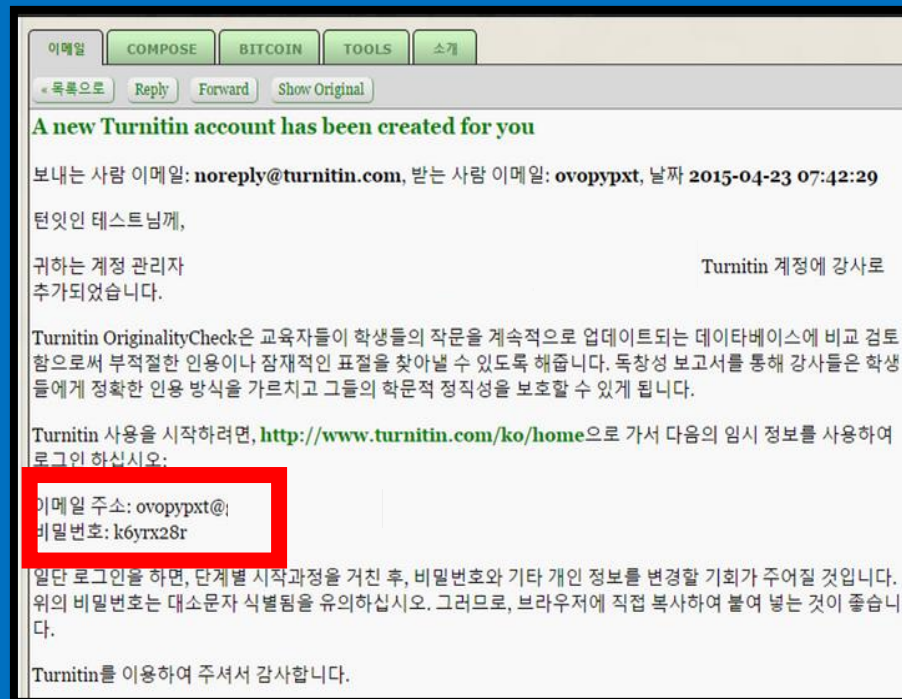 이메일 COMPOSE BITCOIN TOOLS 소개
«목록으로 Reply Forward Show Original
A new Turnitin account has been created for you
보내는 사람 이메일: noreply@turnitin.com, 받는 사람 이메일: ovopypxt, 날짜 2015-04-23 07:42:29
턴잇인 테스트님께,
귀하는 계정 관리자 Turnitin 계정에 강사로
추가되었습니다.
Turnitin OriginalityCheck은 교육자들이 학생들의 작문을 계속적으로 업데이트되는 데이타베이스에 비교 검토
함으로써 부적절한 인용이나 잠재적인 표절을 찾아낼 수 있도록 해줍니다. 독창성 보고서를 통해 강사들은 학생
들에게 정확한 인용 방식을 가르치고 그들의 학문적 정직성을 보호할 수 있게 됩니다.
Turnitin 사용을 시작하려면, http://www.turnitin.com/ko/home으로 가서 다음의 임시 정보를 사용하여
로그인 하십시오:
이메일 주소: ovopypxt@
비밀번호: k6yrx28r
일단 로그인을 하면, 단계별 시작과정을 거친 후, 비밀번호와 기타 개인 정보를 변경할 기회가 주어질 것입니다.
위의 비밀번호는 대소문자 식별됨을 유의하십시오. 그러므로, 브라우저에 직접 복사하여 붙여 넣는 것이 좋습니
다.
Turnitin를 이용하여 주셔서 감사합니다.